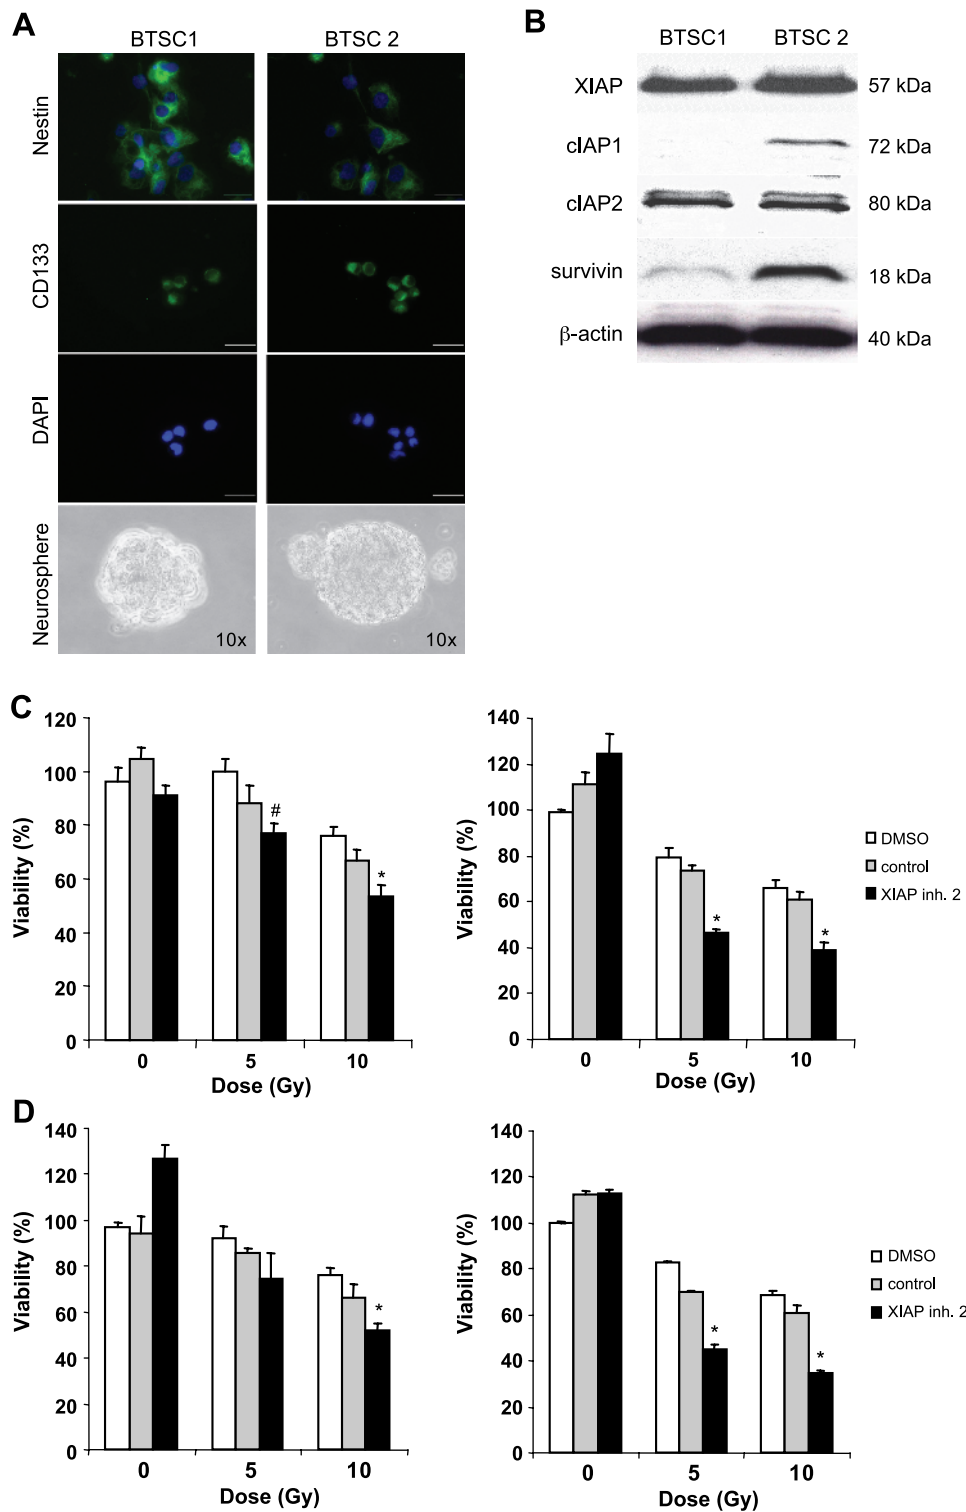 A
BTSC1
BTSC 2
Nestin
CD133
DAPI
Neurosphere
10x
10x
B
BTSC1
BTSC 2
XIAP
57 kDa
cIAP1
72 kDa
cIAP2
80 kDa
survivin
18 kDa
β-actin
40 kDa
C
Viability (%)
120
100
80
60
40
20
0
#
*
0
5
10
Dose (Gy)
Viability (%)
140
120
100
80
60
40
20
0
*
*
0
5
10
Dose (Gy)
DMSO
control
XIAP inh. 2
D
Viability (%)
140
120
100
80
60
40
20
0
*
0
5
10
Dose (Gy)
Viability (%)
140
120
100
80
60
40
20
0
*
*
0
5
10
Dose (Gy)
DMSO
control
XIAP inh. 2